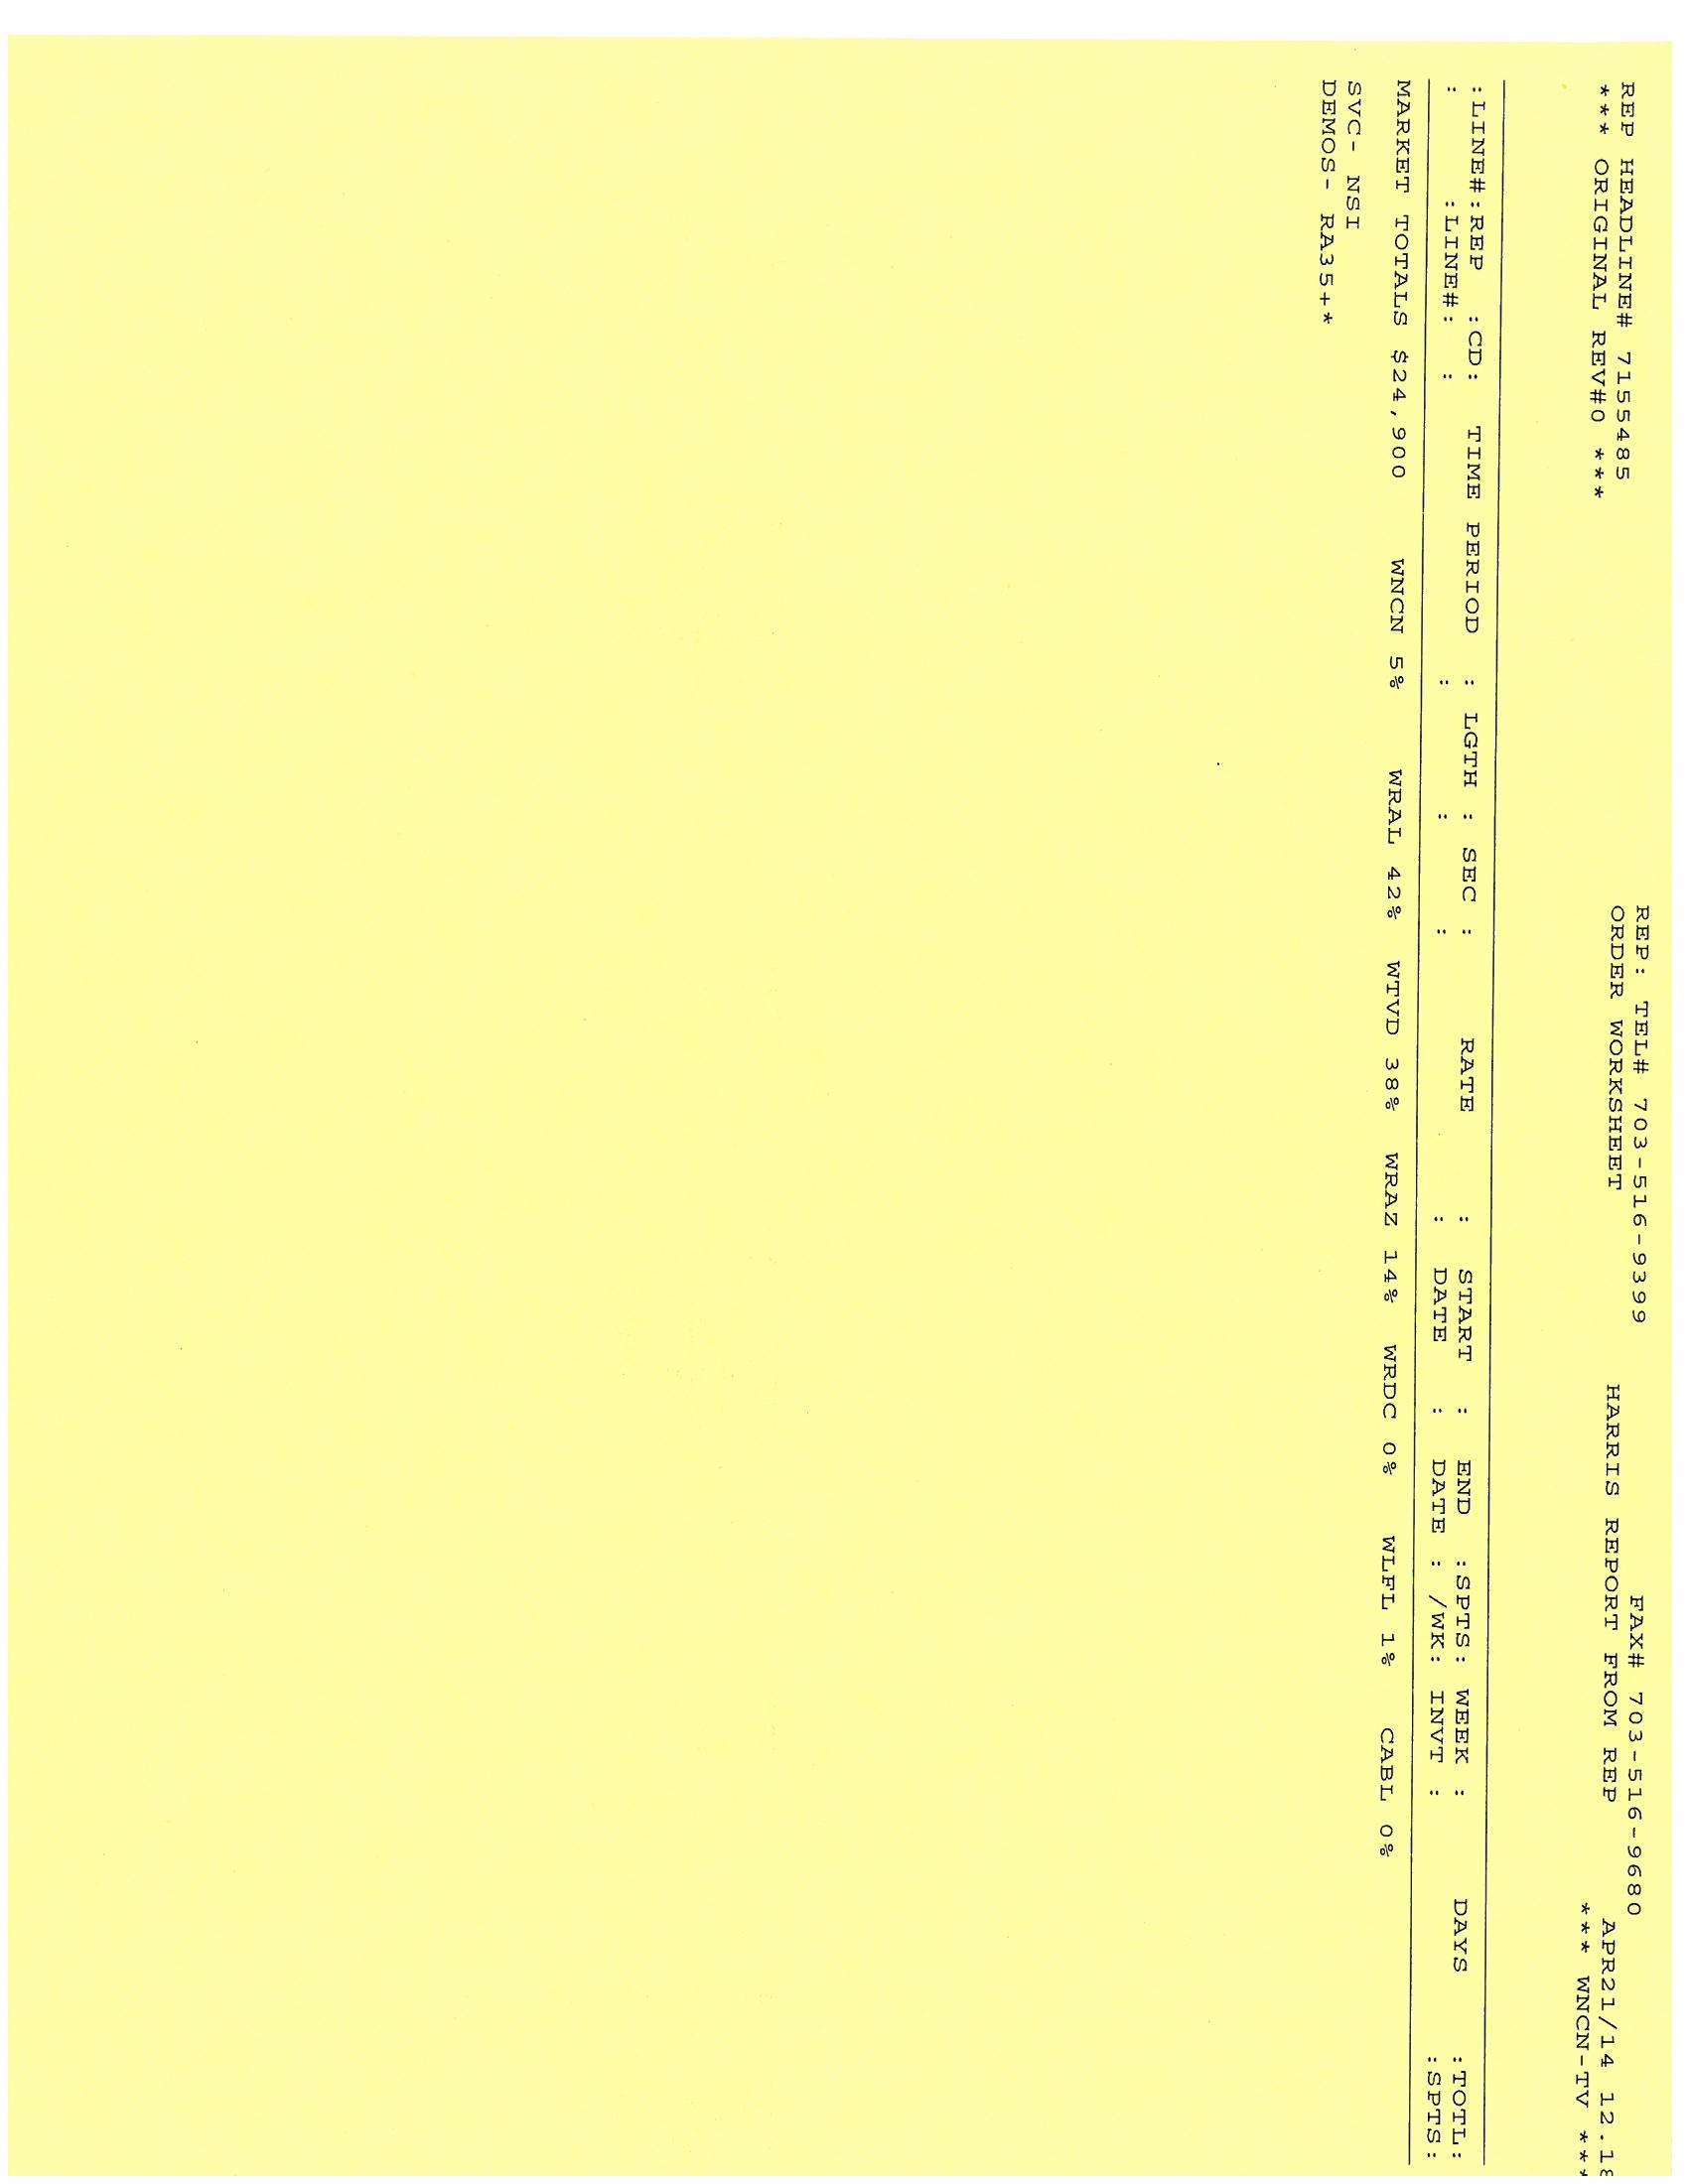 REP: TEL# 703-516-9399 FAX# 703-516-9680
REP HEADLINE# 7155485 ORDER WORKSHEET HARRIS REPORT FROM REP APR21/14 12.18
*** ORIGINAL REV#0 *** *** WNCN-TV ***
:LINE#:REP :CD: TIME PERIOD : LGTH : SEC : RATE : START : END :SPTS: WEEK : DAYS :TOTL:
: :LINE#: : : : : : DATE : DATE : /WK: INVT : :SPTS:
MARKET TOTALS $24,900 WNCN 5% WRAL 42% WTVD 38% WRAZ 14% WRDC 0% WLFL 1% CABL 0%
SVC- NSI
DEMOS- RA35+*